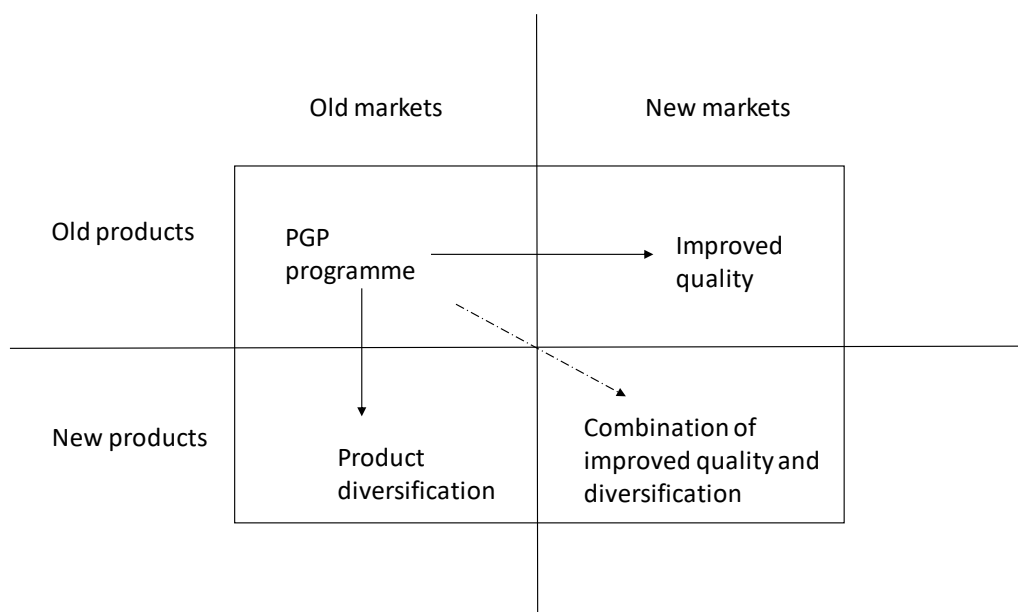 Old markets
New markets
Old products
PGP
programme
Improved
quality
New products
Product
diversification
Combination of
improved quality and
diversification